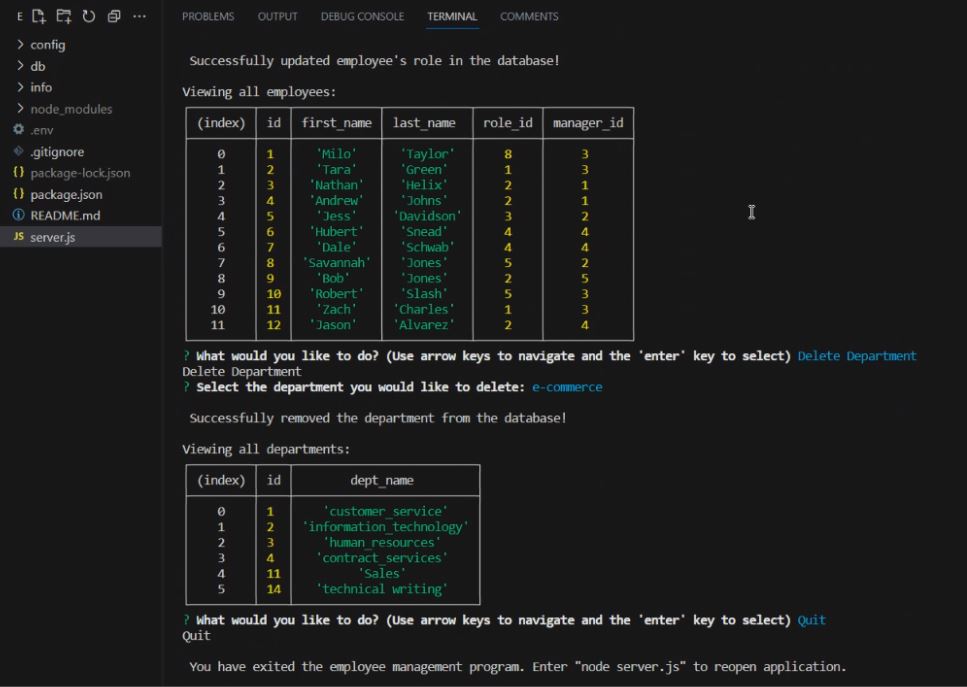 E
PROBLEMS OUTPUT DEBUG CONSOLE TERMINAL COMMENTS
config
db
info
node_modules
.env
.gitignore
{} package-lock.json
{} package.json
README.md
JS server.js
Successfully updated employee's role in the database!
Viewing all employees:
(index) id first_name last_name role_id manager_id
0 1 'Milo' 'Taylor' 8 3
1 2 'Tara' 'Green' 1 3
2 3 'Nathan' 'Helix' 2 1
3 4 'Andrew' 'Johns' 2 1
4 5 'Jess' 'Davidson' 3 2
5 6 'Hubert' 'Snead' 4 4
6 7 'Dale' 'Schwab' 4 4
7 8 'Savannah' 'Jones' 5 2
8 9 'Bob' 'Jones' 2 5
9 10 'Robert' 'Slash' 5 3
10 11 'Zach' 'Charles' 1 3
11 12 'Jason' 'Alvarez' 2 4
? What would you like to do? (Use arrow keys to navigate and the 'enter' key to select) Delete Department
Delete Department
? Select the department you would like to delete: e-commerce
Successfully removed the department from the database!
Viewing all departments:
(index) id dept_name
0 1 'customer_service'
1 2 'information_technology'
2 3 'human_resources'
3 4 'contract_services'
4 11 'Sales'
5 14 'technical writing'
? What would you like to do? (Use arrow keys to navigate and the 'enter' key to select) Quit
Quit
You have exited the employee management program. Enter "node server.js" to reopen application.